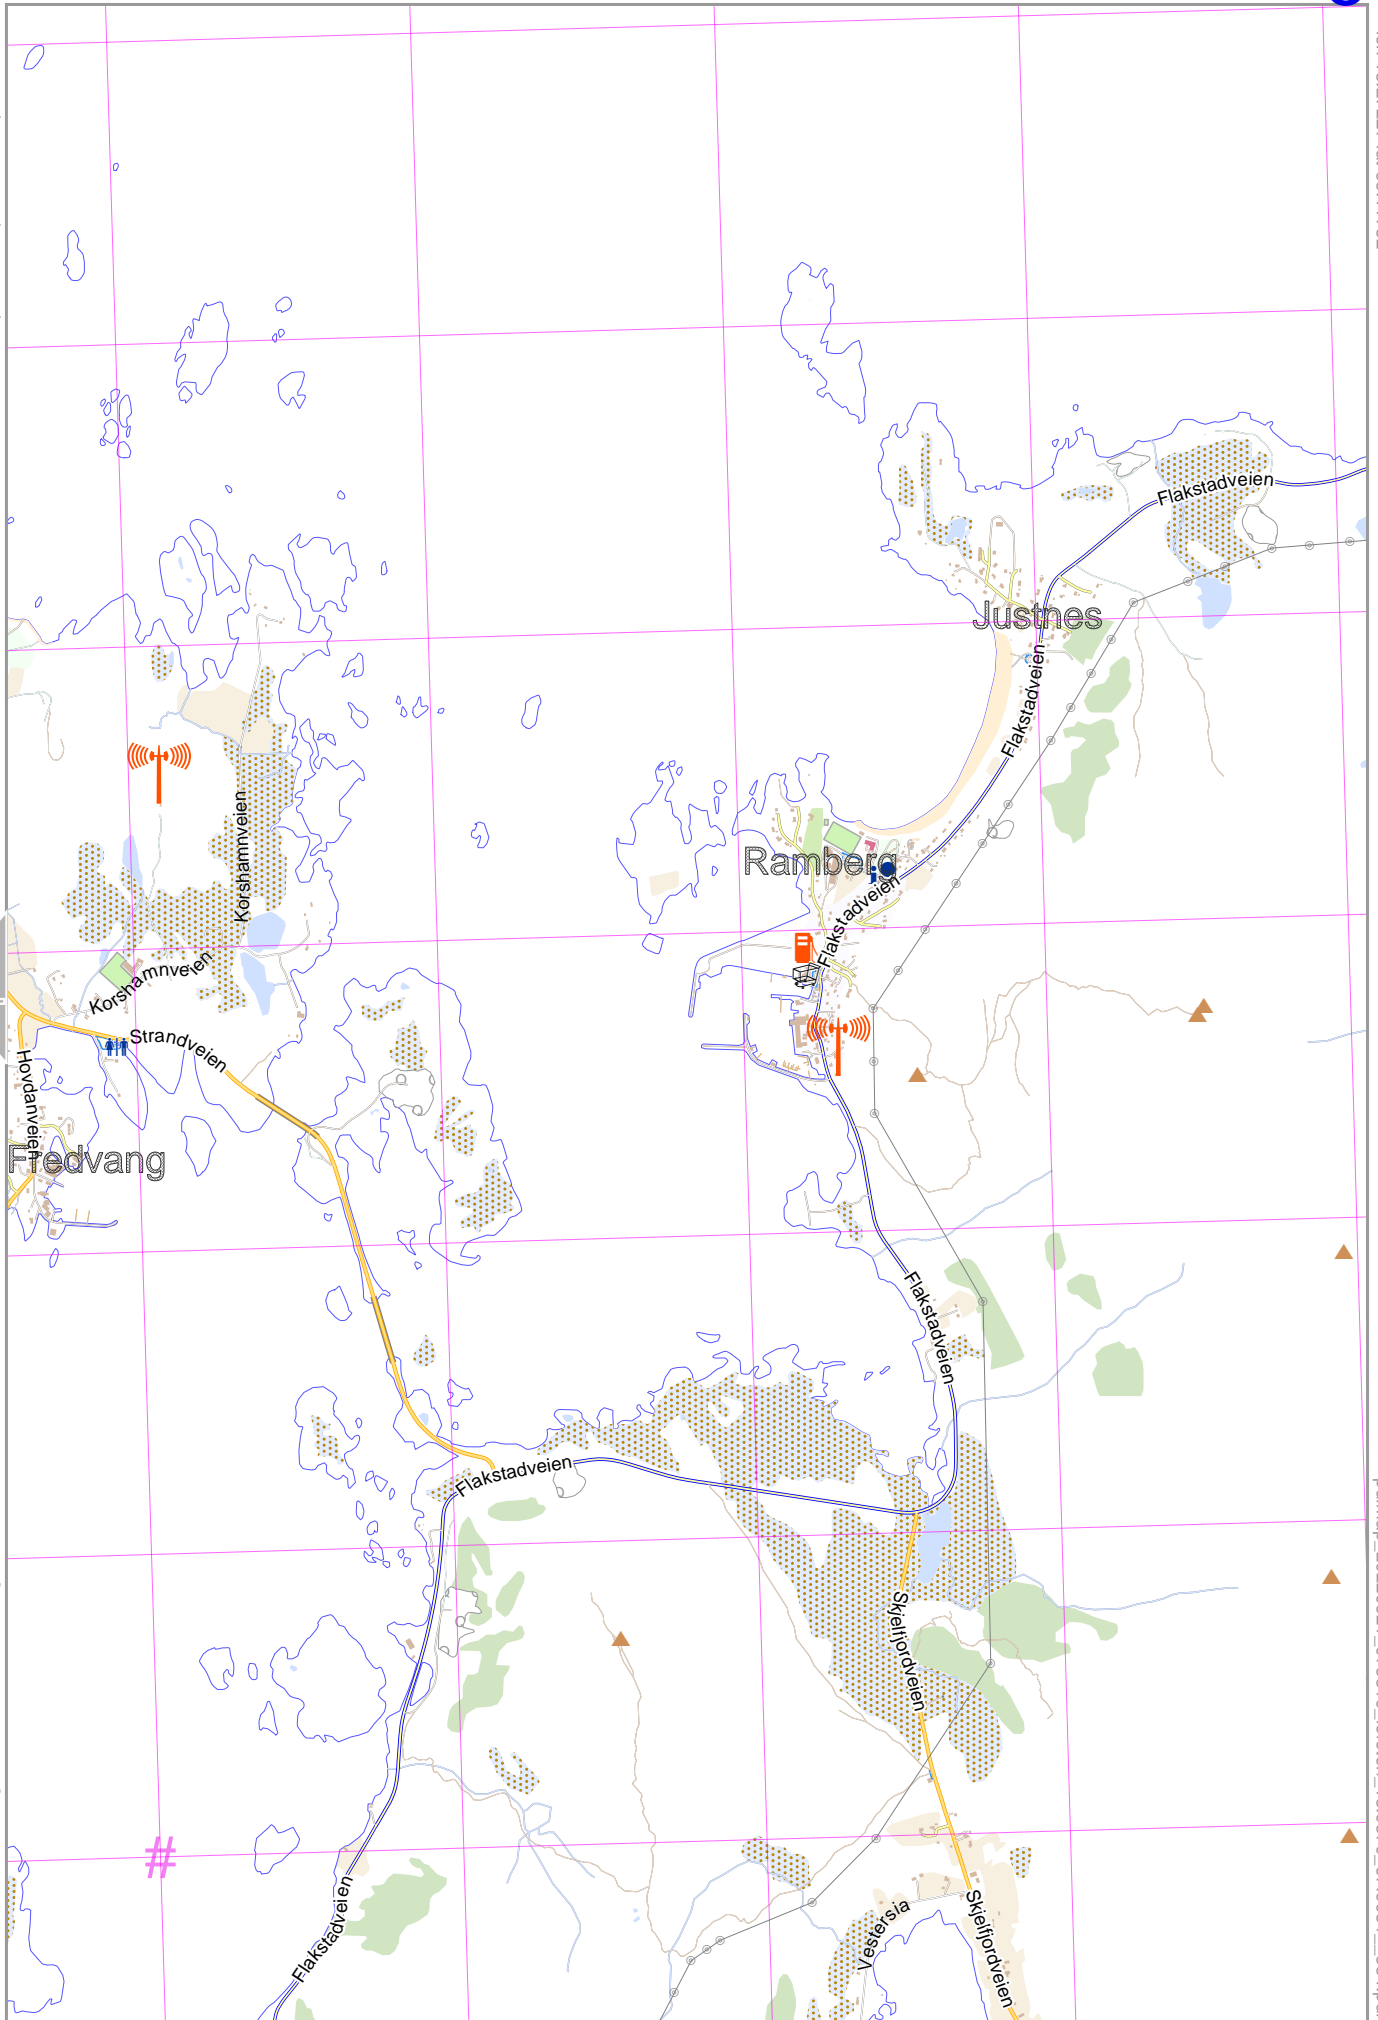 Flakstadveien
Justnes
Flakstadveien
Korshamnveien
Ramberg
Flakstadveien
Korshamnveien
Strandveien
Hovdanveien
Fredvang
Flakstadveien
Flakstadveien
Skjelfjordveien
#
Flakstadveien
Vestersia
Skjelfjordveien